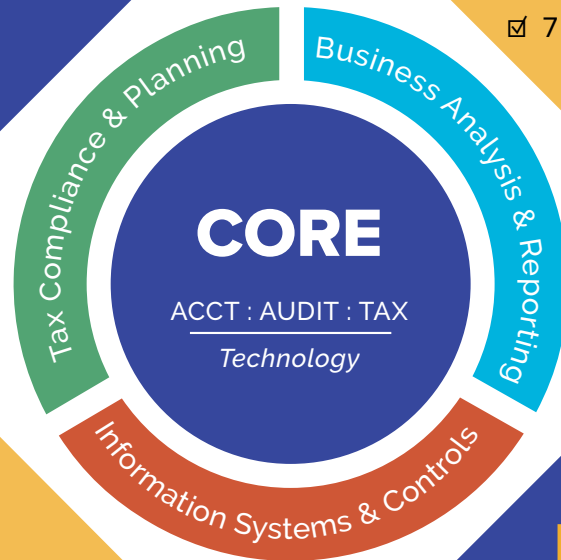 ☑ 7
Tax Compliance & Planning
Business Analysis & Reporting
CORE
ACCT : AUDIT : TAX
Technology
Information Systems & Controls